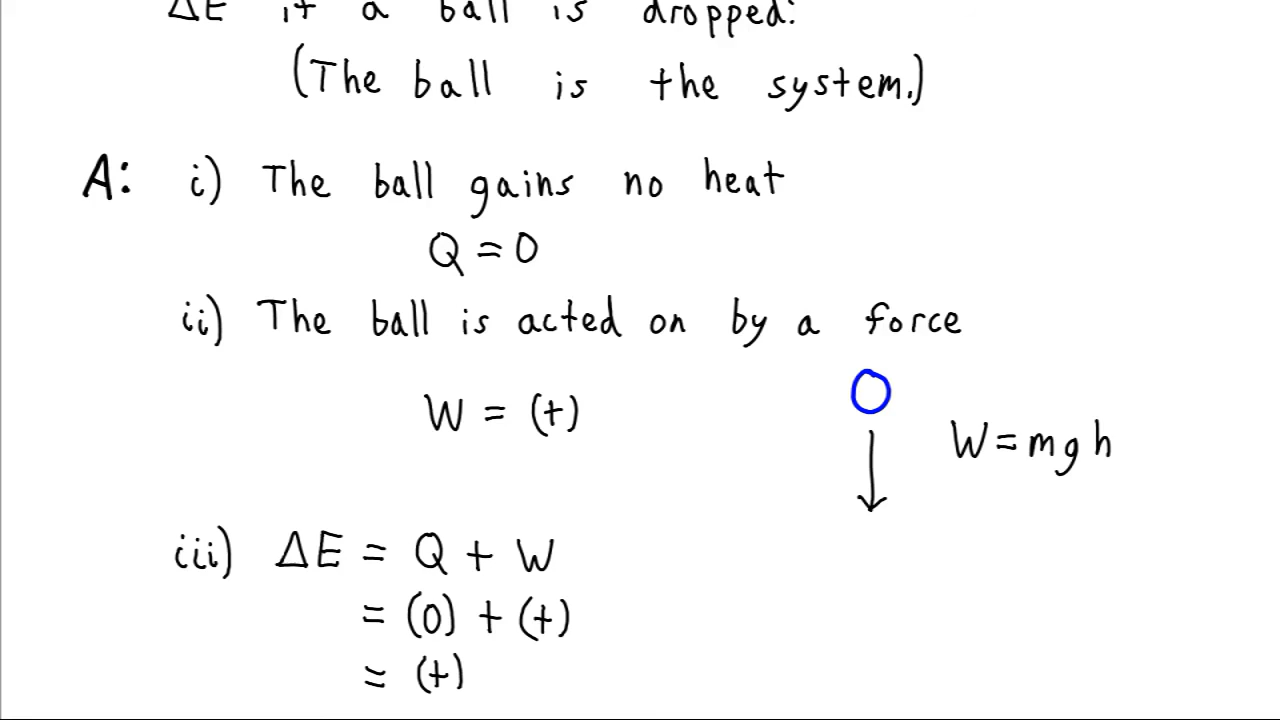 ΔE if a ball is dropped:
(The ball is the system.)
A: i) The ball gains no heat
Q = 0
ii) The ball is acted on by a force
W = (+)
W = mgh
iii) ΔE = Q + W
= (0) + (+)
= (+)